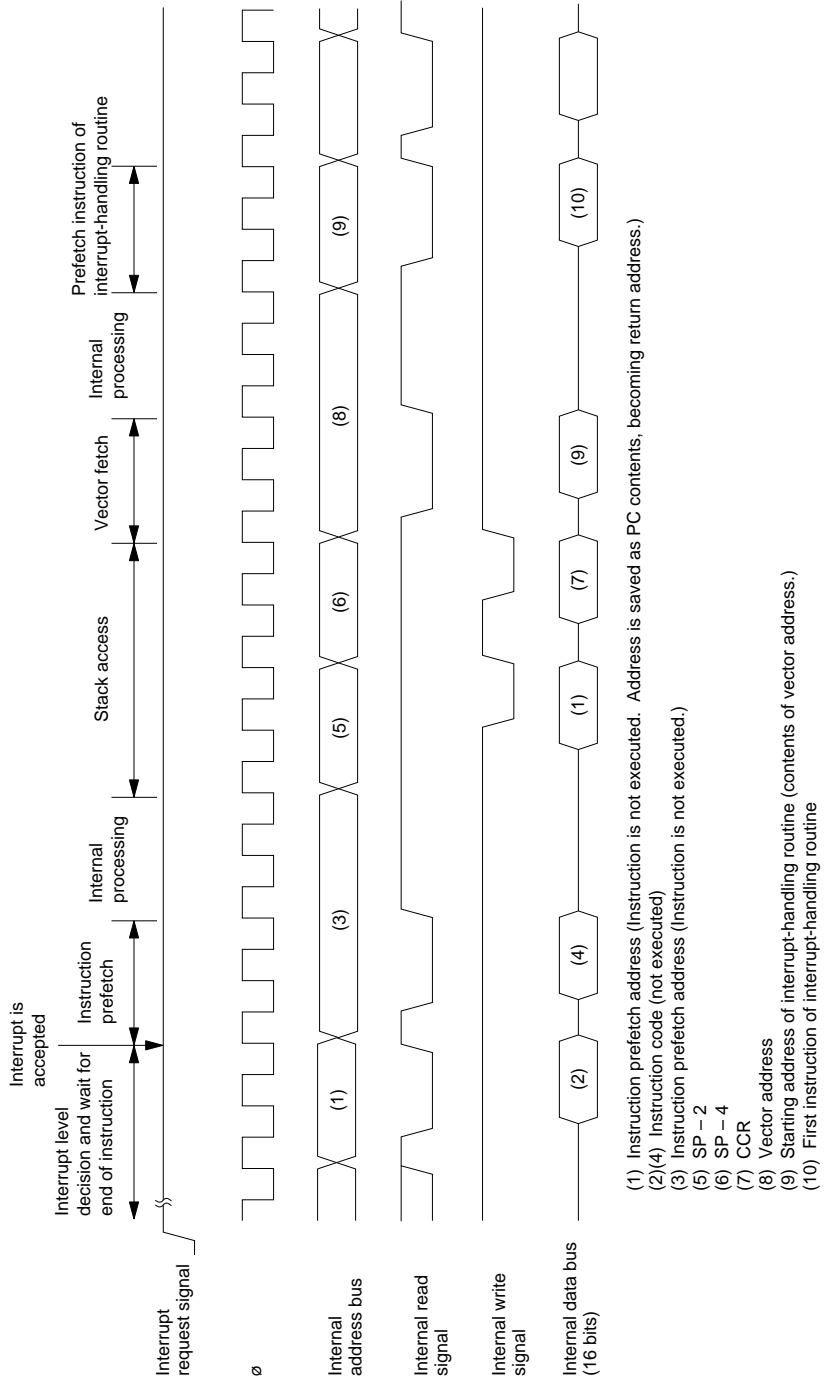 Interrupt is
accepted
Interrupt level
decision and wait for
end of instruction
Instruction
prefetch
Internal
processing
Stack access
Vector fetch
Internal
processing
Prefetch instruction of
interrupt-handling routine
Interrupt
request signal
ø
Internal
address bus
(1)
(3)
(5)
(6)
(8)
(9)
Internal read
signal
Internal write
signal
Internal data bus
(16 bits)
(2)
(4)
(1)
(7)
(9)
(10)
(1) Instruction prefetch address (Instruction is not executed. Address is saved as PC contents, becoming return address.)
(2)(4) Instruction code (not executed)
(3) Instruction prefetch address (Instruction is not executed.)
(5) SP – 2
(6) SP – 4
(7) CCR
(8) Vector address
(9) Starting address of interrupt-handling routine (contents of vector address.)
(10) First instruction of interrupt-handling routine